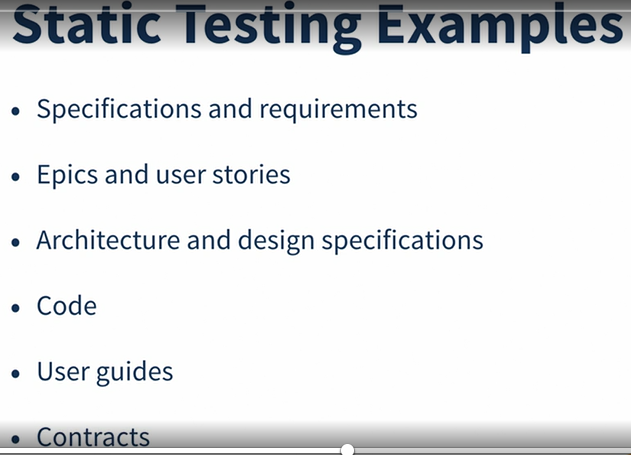 Static Testing Examples
• Specifications and requirements
• Epics and user stories
• Architecture and design specifications
• Code
• User guides
• Contracts